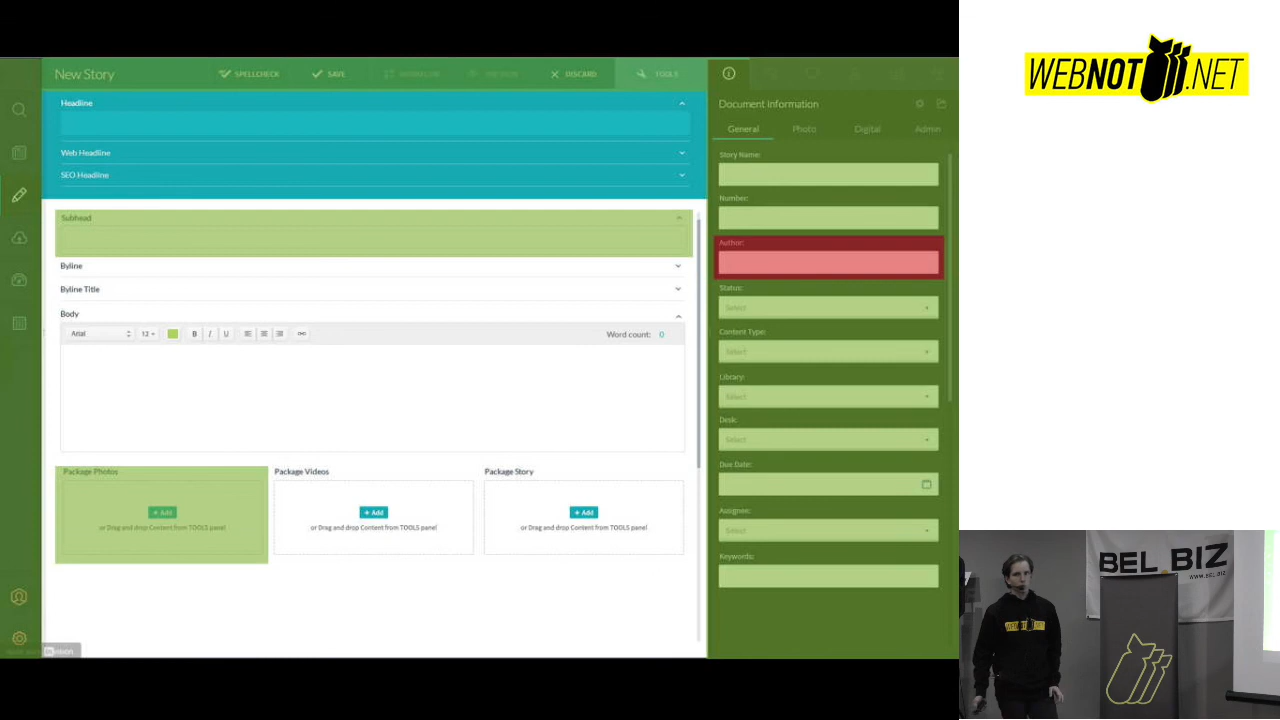 New Story
SPELLCHECK
SAVE
DISCARD
TOOLS
Headline
Web Headline
SEO Headline
Subhead
Byline
Byline Title
Body
Arial
12
B
I
U
Word count: 0
Package Photos
+ Add
or Drag and drop Content from TOOLS panel
Package Videos
+ Add
or Drag and drop Content from TOOLS panel
Package Story
+ Add
or Drag and drop Content from TOOLS panel
Document information
General
Photo
Digital
Admin
Story Name:
Number:
Author:
Status:
Select
Content Type:
Select
Library:
Select
Desk:
Select
Due Date:
Assignee:
Select
Keywords:
WEBNOT.NET
BEL.BIZ
WWW.BEL.BIZ